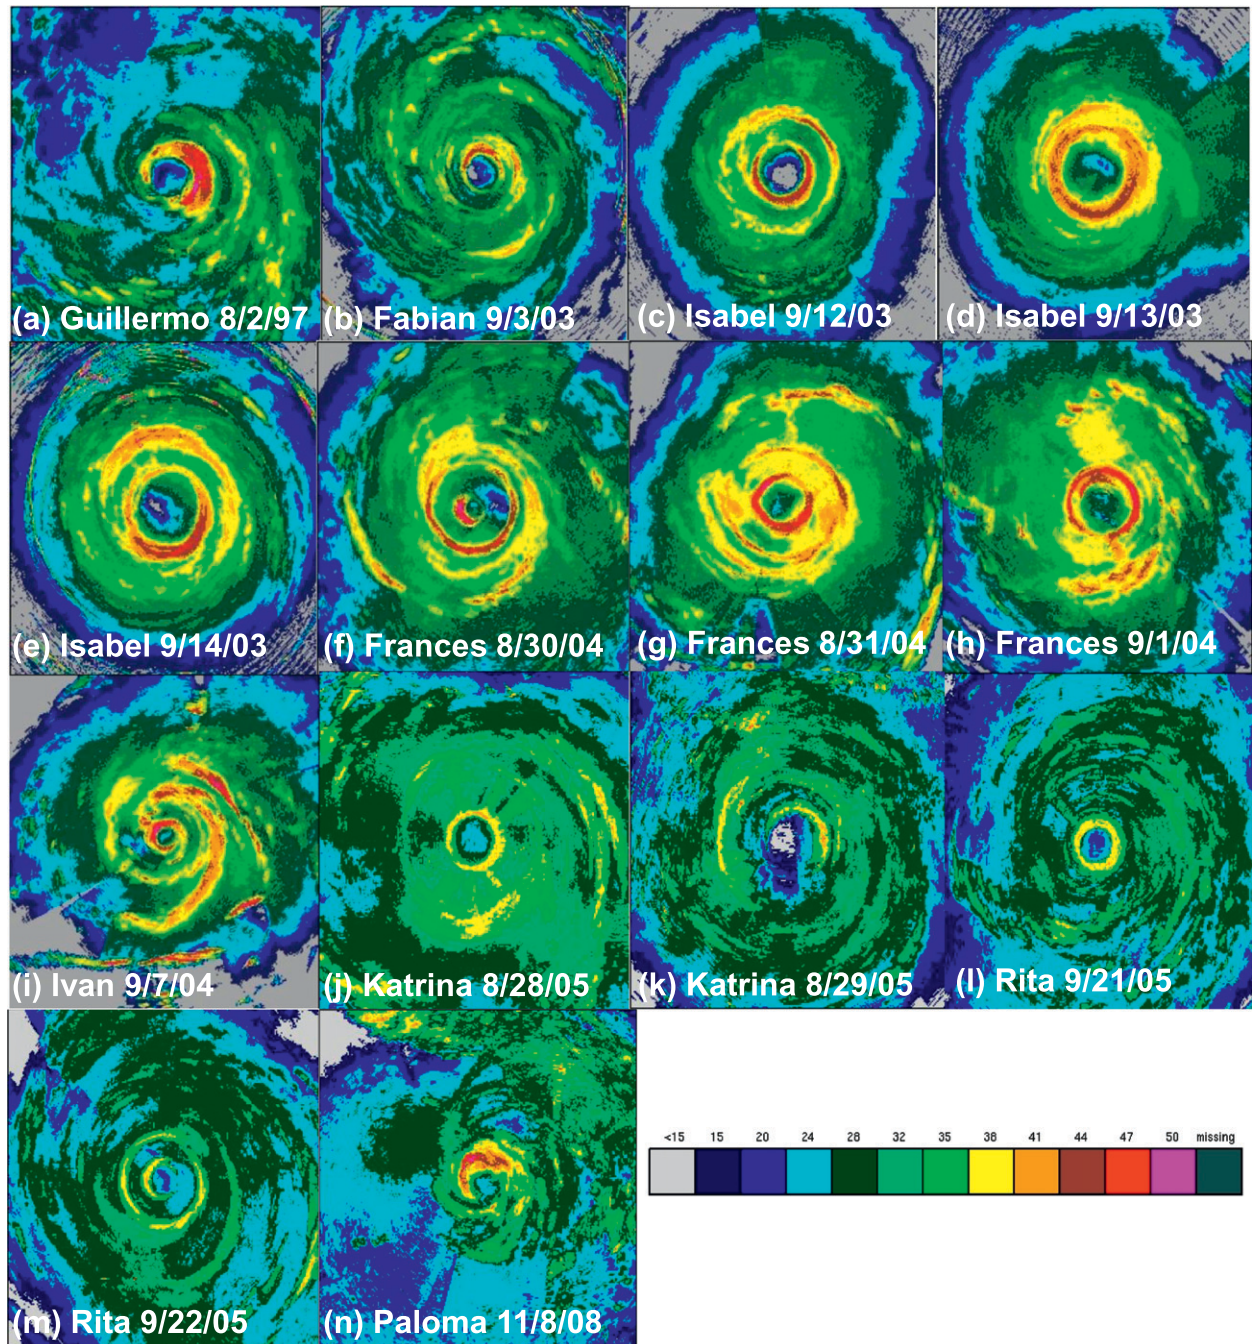 (a) Guillermo 8/2/97
(b) Fabian 9/3/03
(c) Isabel 9/12/03
(d) Isabel 9/13/03
(e) Isabel 9/14/03
(f) Frances 8/30/04
(g) Frances 8/31/04
(h) Frances 9/1/04
(i) Ivan 9/7/04
(j) Katrina 8/28/05
(k) Katrina 8/29/05
(l) Rita 9/21/05
(m) Rita 9/22/05
(n) Paloma 11/8/08
<15 15 20 24 28 32 35 38 41 44 47 50 missing